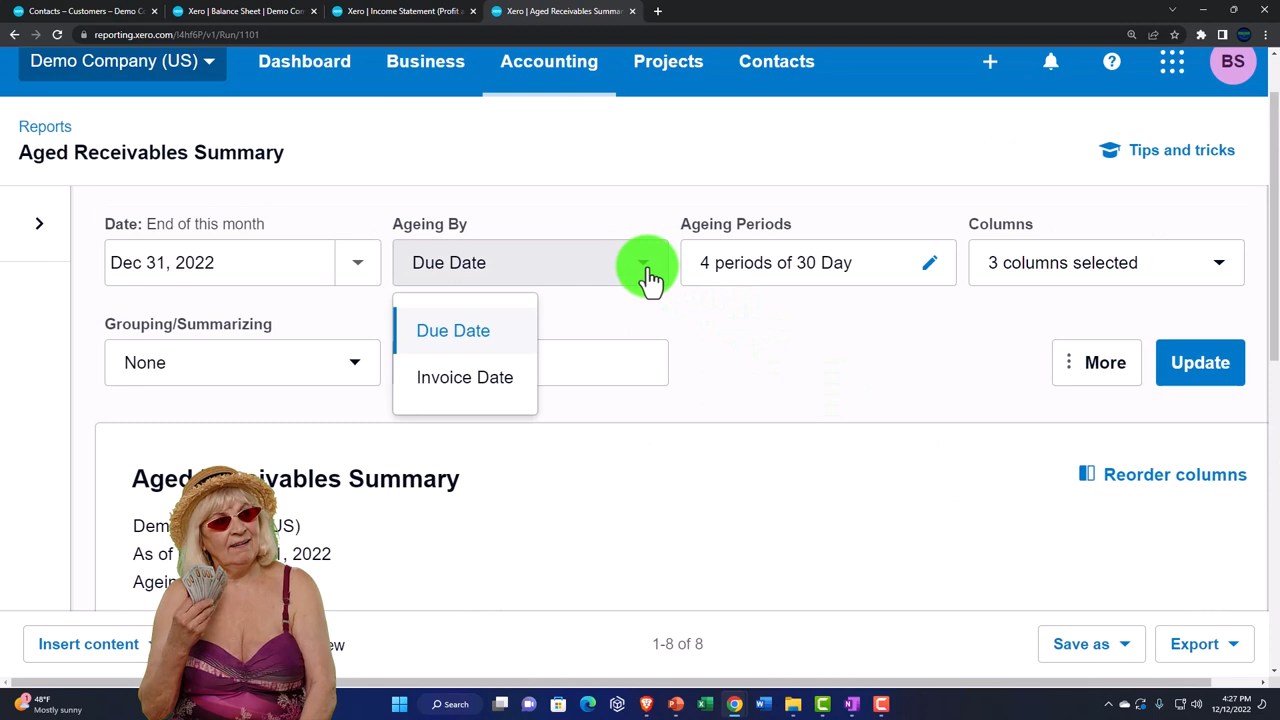 Contacts – Customers – Demo Co
Xero | Balance Sheet | Demo Com
Xero | Income Statement (Profit a
Xero | Aged Receivables Summar
reporting.xero.com/l4hf6P/v1/Run/1101
Demo Company (US)
Dashboard
Business
Accounting
Projects
Contacts
BS
Reports
Aged Receivables Summary
Tips and tricks
Date: End of this month
Ageing By
Ageing Periods
Columns
Dec 31, 2022
Due Date
4 periods of 30 Day
3 columns selected
Grouping/Summarizing
Due Date
None
Invoice Date
More
Update
Aged Receivables Summary
Reorder columns
Dem US)
As of 1, 2022
Agein
Insert content
ew
1-8 of 8
Save as
Export
48°F
Mostly sunny
Search
4:27 PM
12/12/2022